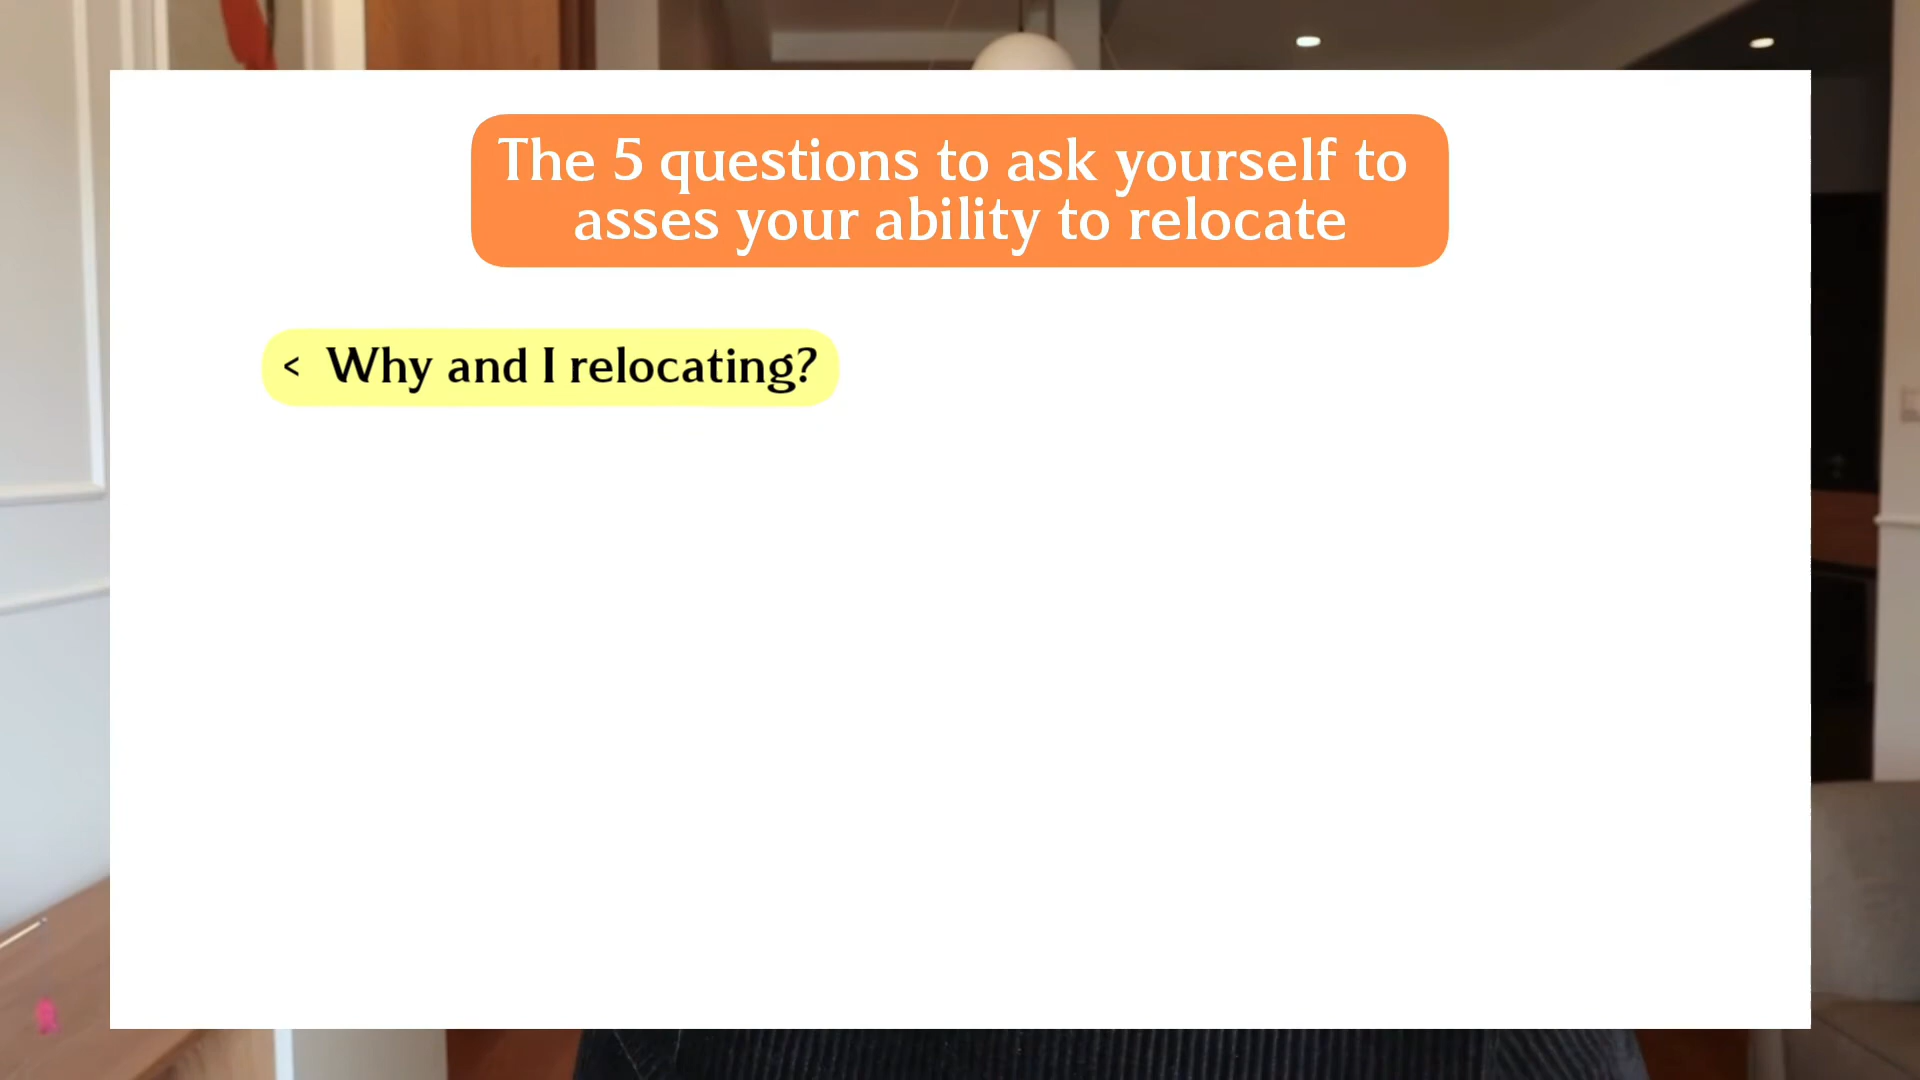 The 5 questions to ask yourself to
asses your ability to relocate
< Why and I relocating?